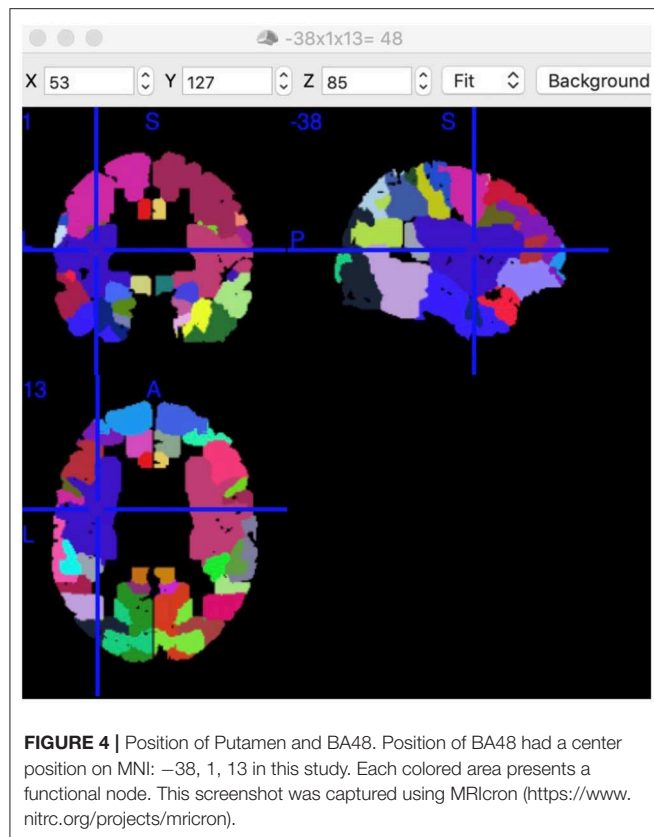 -38x1x13= 48
X 53 Y 127 Z 85 Fit Background
1 S -38 S
L P
13 A
L
FIGURE 4 | Position of Putamen and BA48. Position of BA48 had a center
position on MNI: −38, 1, 13 in this study. Each colored area presents a
functional node. This screenshot was captured using MRIcron (https://www.
nitrc.org/projects/mricron).